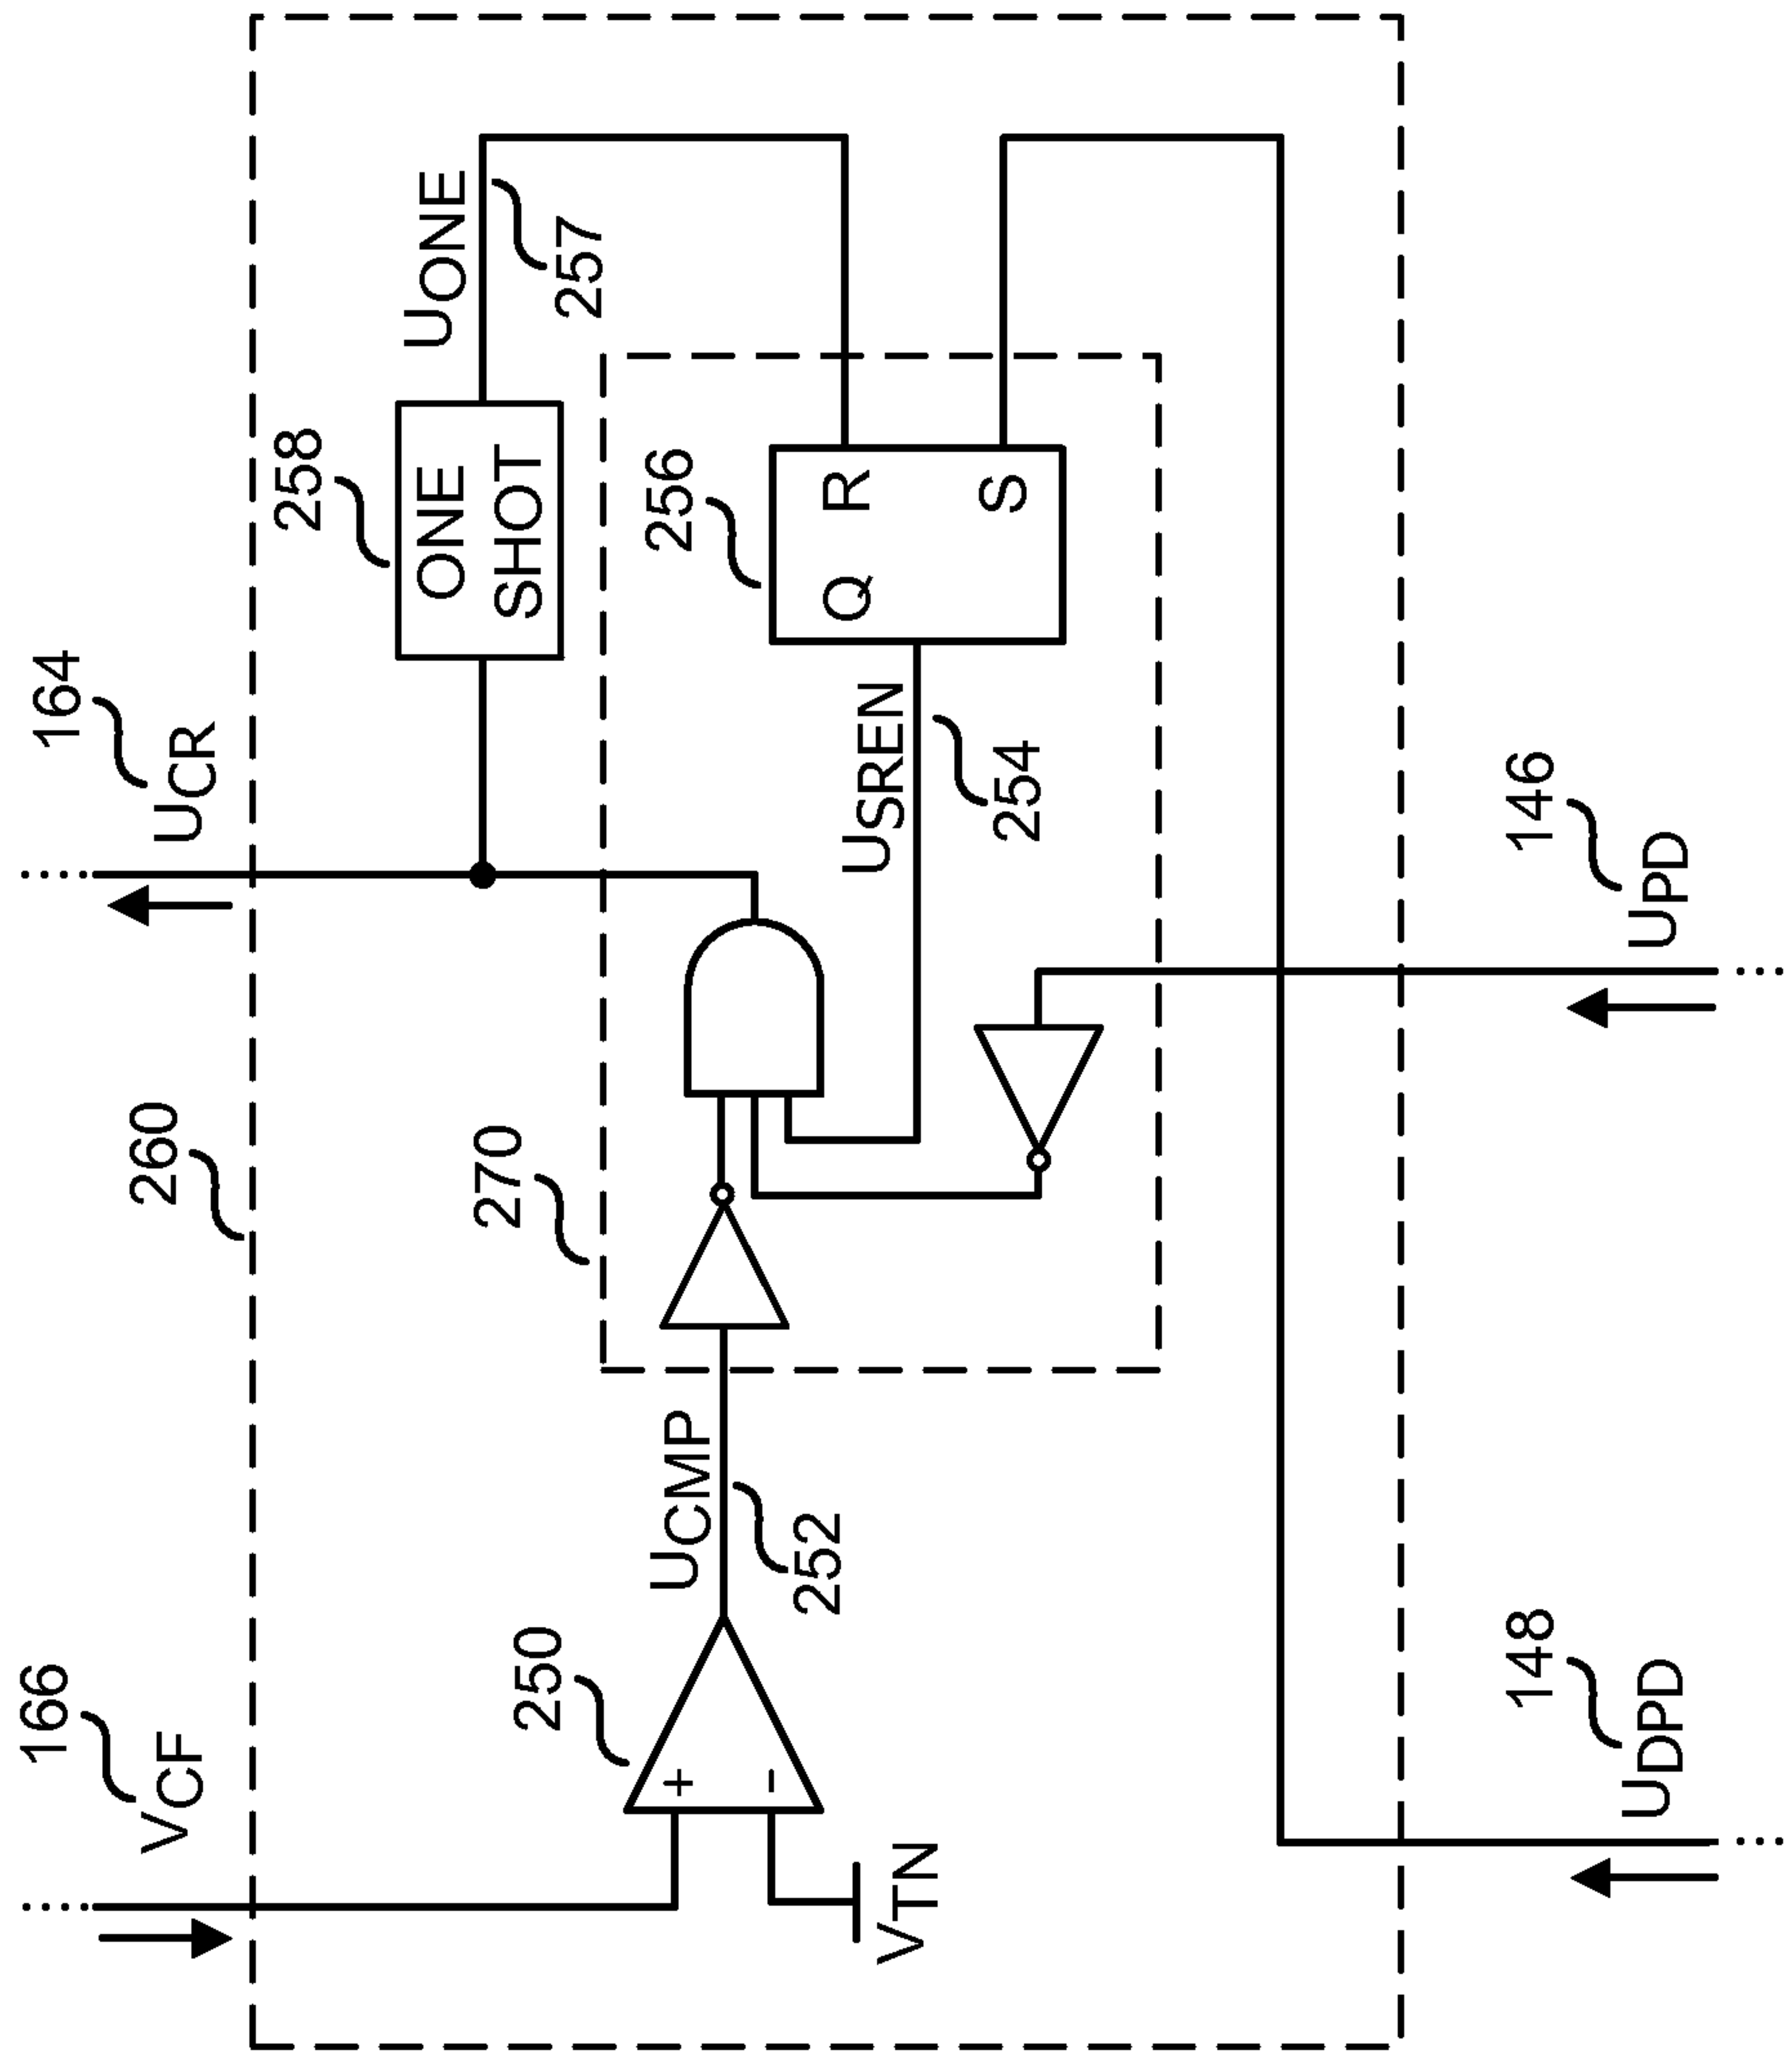 166
VCF
260
164
UCR
258
ONE
SHOT
UONE
257
270
250
+
-
VTN
UCMP
252
256
Q R
S
USREN
254
148
UDPD
146
UPD